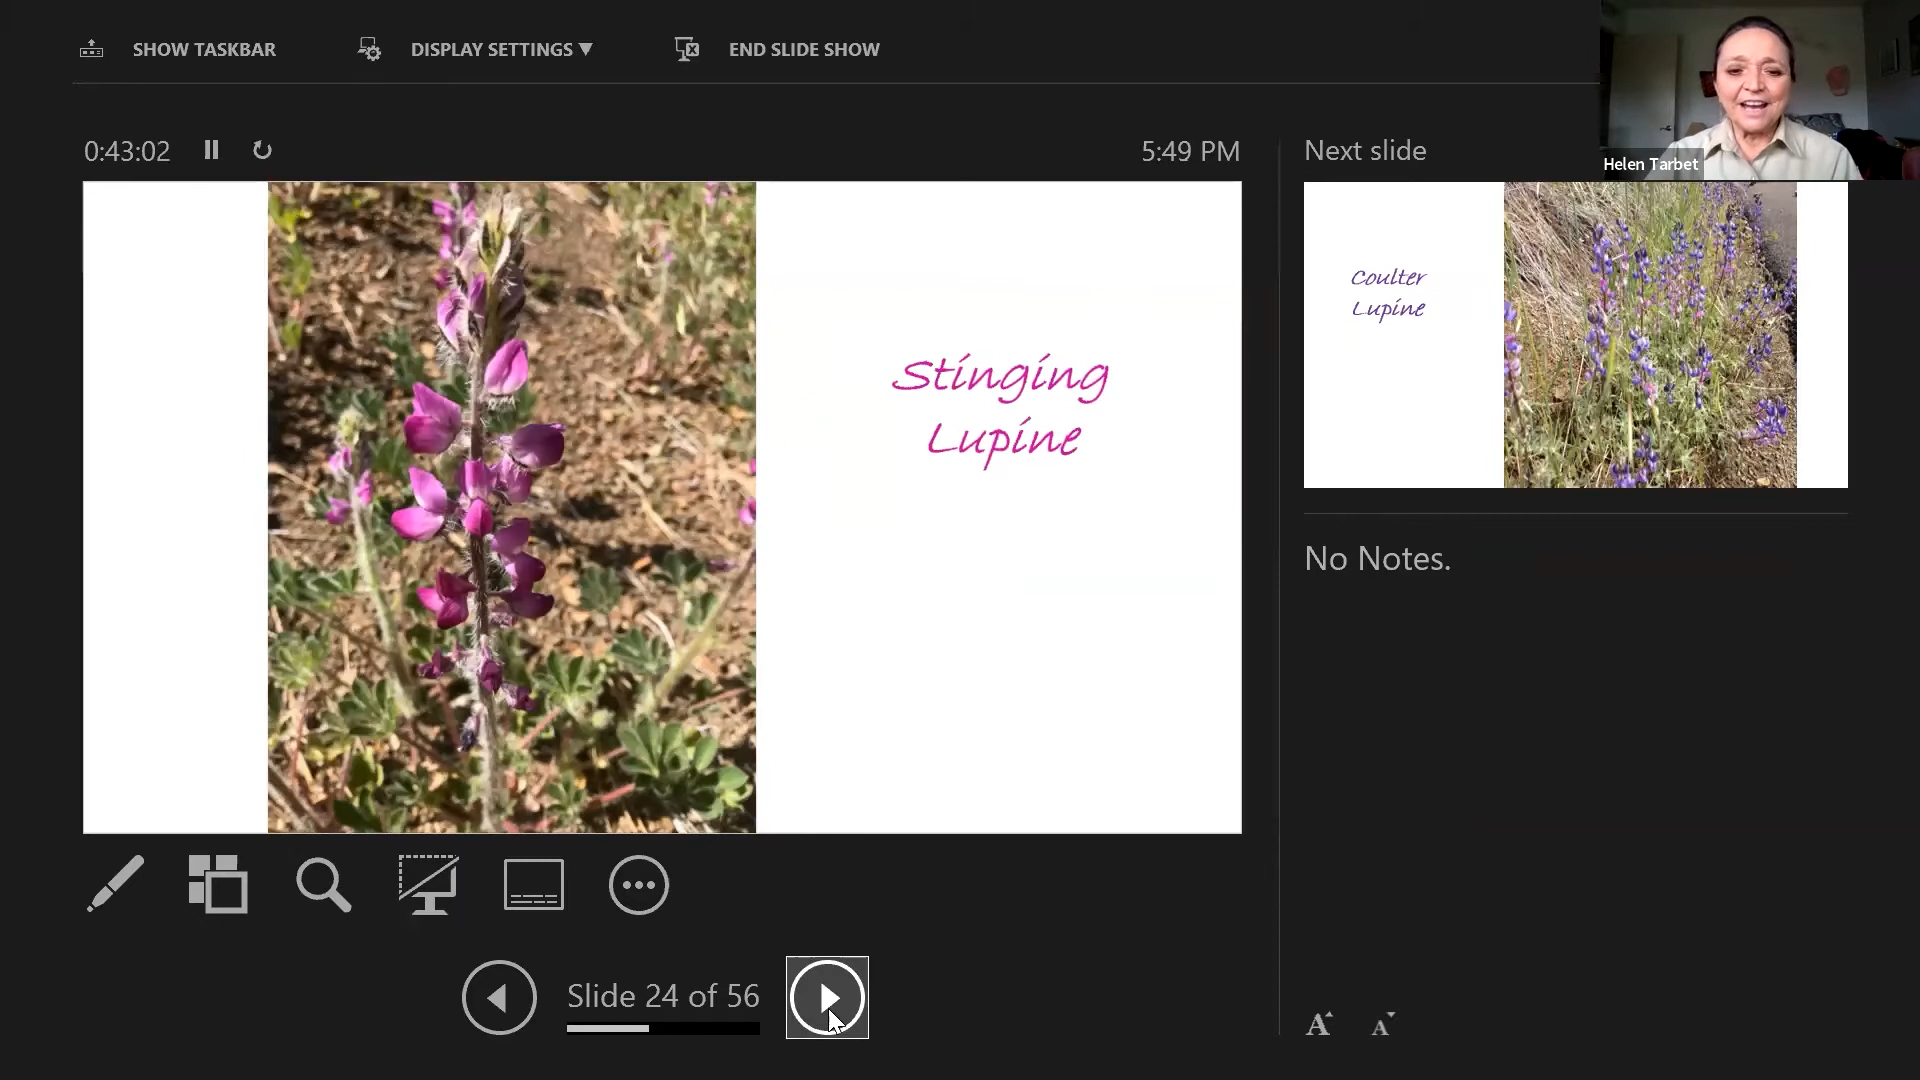 SHOW TASKBAR
DISPLAY SETTINGS ▼
END SLIDE SHOW
Helen Tarbet
0:43:02
5:49 PM
Next slide
Stinging
Lupine
Coulter
Lupine
No Notes.
Slide 24 of 56
A
A